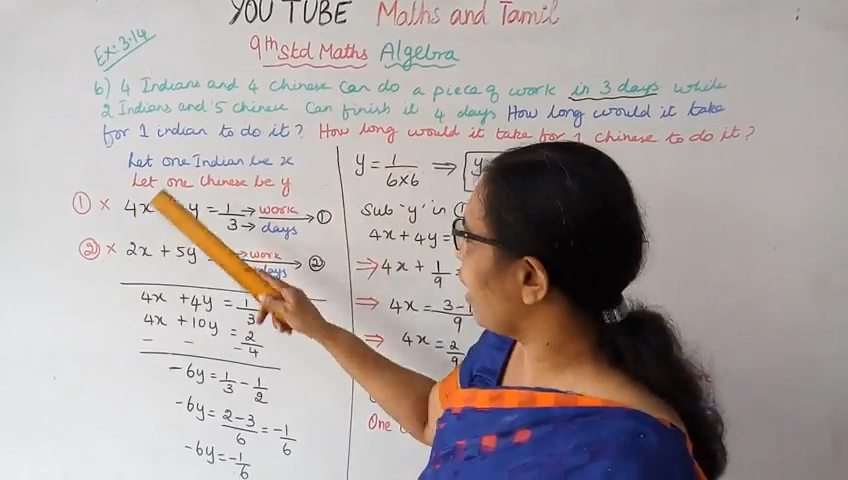 YOU TUBE Maths and Tamil
Ex: 3.14
9th Std Maths Algebra
6) 4 Indians and 4 chinese can do a piece of work in 3 days while
2 Indians and 5 chinese can finish it 4 days How long would it take
for 1 indian to do it? How long would it take for 1 chinese to do it?
Let one Indian be x
Let one chinese be y
① × 4x y = 1/3 → work → days ①
② × 2x + 5y = work days ②
4x + 4y = 1/3
4x + 10y = 2/4
- - -
-6y = 1/3 - 1/2
-6y = 2-3/6 = -1/6
-6y = -1/6
y = 1/6×6 ⇒ y
Sub "y" in
4x + 4y =
⇒ 4x + 1/9
⇒ 4x = 3-1/9
⇒ 4x = 2/9
One